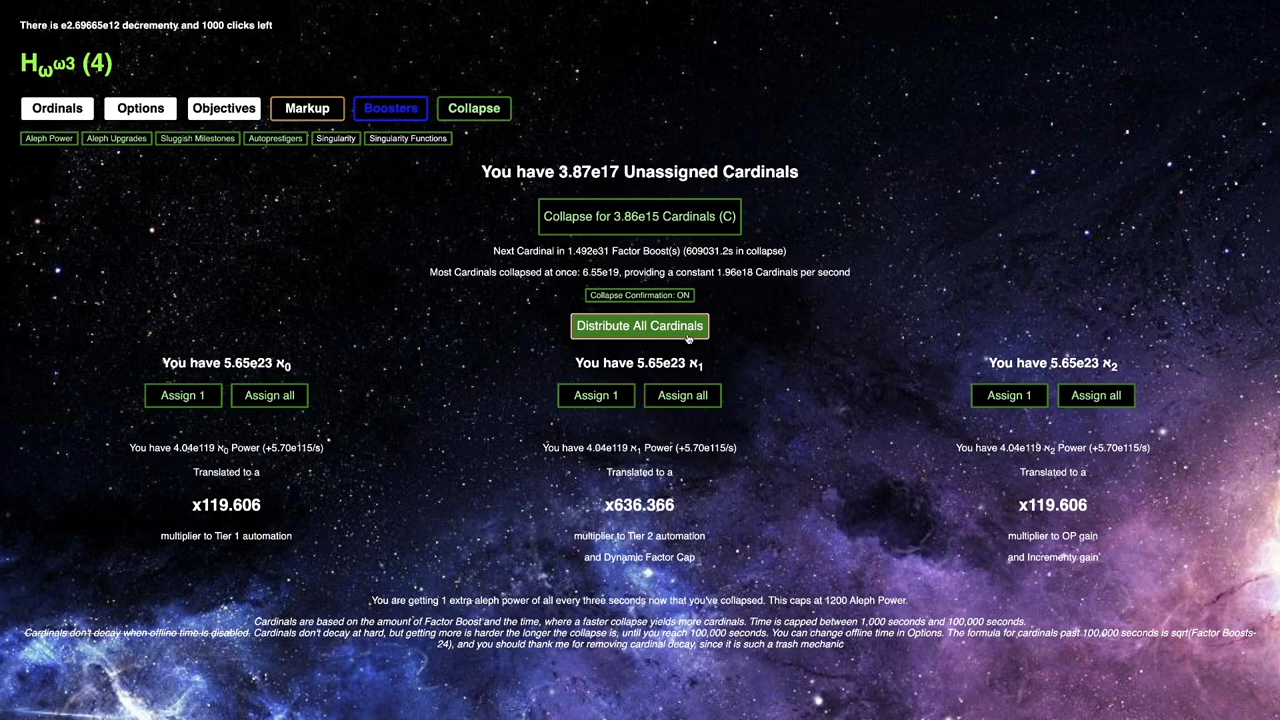 There is e2.69665e12 decrementy and 1000 clicks left
Hωω3 (4)
Ordinals Options Objectives Markup Boosters Collapse
Aleph Power Aleph Upgrades Sluggish Milestones Autoprestigers Singularity Singularity Functions
You have 3.87e17 Unassigned Cardinals
Collapse for 3.86e15 Cardinals (C)
Next Cardinal in 1.492e31 Factor Boost(s) (609031.2s in collapse)
Most Cardinals collapsed at once: 6.55e19, providing a constant 1.96e18 Cardinals per second
Collapse Confirmation: ON
Distribute All Cardinals
You have 5.65e23 ℵ0 You have 5.65e23 ℵ1 You have 5.65e23 ℵ2
Assign 1 Assign all Assign 1 Assign all Assign 1 Assign all
You have 4.04e119 ℵ0 Power (+5.70e115/s) You have 4.04e119 ℵ1 Power (+5.70e115/s) You have 4.04e119 ℵ2 Power (+5.70e115/s)
Translated to a Translated to a Translated to a
x119.606 x636.366 x119.606
multiplier to Tier 1 automation multiplier to Tier 2 automation multiplier to OP gain
and Dynamic Factor Cap and Incrementy gain
You are getting 1 extra aleph power of all every three seconds now that you've collapsed. This caps at 1200 Aleph Power.
Cardinals are based on the amount of Factor Boost and the time, where a faster collapse yields more cardinals. Time is capped between 1,000 seconds and 100,000 seconds.
Cardinals don't decay when offline time is disabled. Cardinals don't decay at hard, but getting more is harder the longer the collapse is, until you reach 100,000 seconds. You can change offline time in Options. The formula for cardinals past 100,000 seconds is sqrt(Factor Boosts-
24), and you should thank me for removing cardinal decay, since it is such a trash mechanic